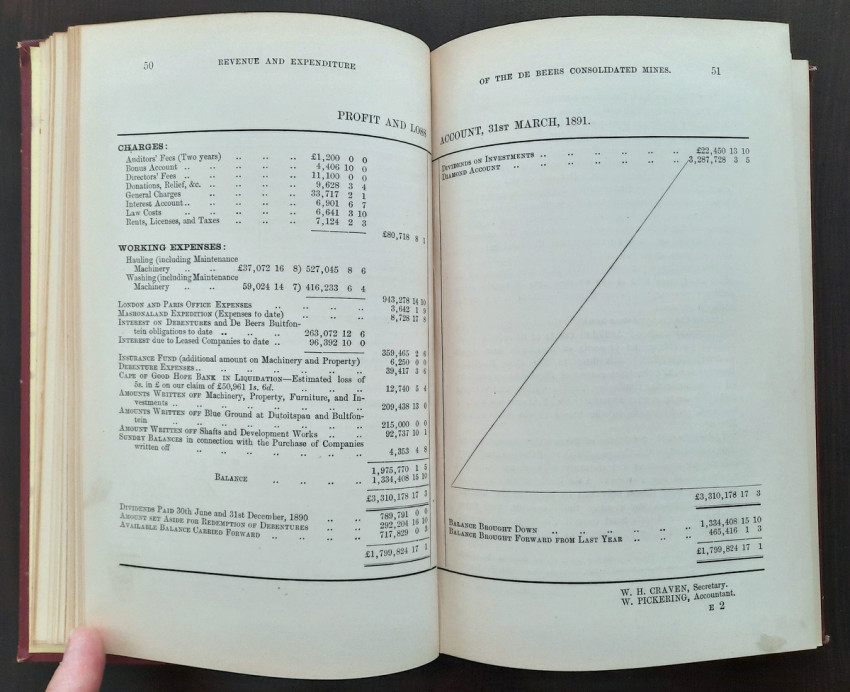 50 REVENUE AND EXPENDITURE
PROFIT AND LOSS
CHARGES:
Auditors' Fees (Two years) .. .. .. £1,200 0 0
Bonus Account .. .. .. .. 4,406 10 0
Directors' Fees .. .. .. .. 11,100 0 0
Donations, Relief, &c. .. .. .. 9,628 3 4
General Charges .. .. .. 33,717 2 1
Interest Account .. .. .. .. 6,901 6 7
Law Costs .. .. .. .. 6,641 3 10
Rents, Licenses, and Taxes .. .. 7,124 2 3
£80,718 8 1
WORKING EXPENSES:
Hauling (including Maintenance
Machinery .. .. £37,072 16 8) 527,045 8 6
Washing (including Maintenance
Machinery .. .. 59,024 14 7) 416,233 6 4
943,278 14 10
LONDON AND PARIS OFFICE EXPENSES .. .. .. .. 3,642 1 9
MASHONALAND EXPEDITION (Expenses to date) .. .. .. 8,728 17 8
INTEREST ON DEBENTURES and De Beers Bultfon-
tein obligations to date .. .. .. 263,072 12 6
INTEREST due to Leased Companies to date .. 96,392 10 0
359,465 2 6
INSURANCE FUND (additional amount on Machinery and Property) 6,250 0 0
DEBENTURE EXPENSES .. .. .. .. .. .. 39,417 3 6
CAPE OF GOOD HOPE BANK IN LIQUIDATION—Estimated loss of
5s. in £ on our claim of £50,961 1s. 6d. .. .. .. 12,740 5 4
AMOUNTS WRITTEN OFF Machinery, Property, Furniture, and In-
vestments .. .. .. .. .. .. 209,438 13 0
AMOUNTS WRITTEN OFF Blue Ground at Dutoitspan and Bultfon-
tein .. .. .. .. .. .. 215,000 0 0
AMOUNT WRITTEN OFF Shafts and Development Works .. .. 92,737 10 1
SUNDRY BALANCES in connection with the Purchase of Companies
written off .. .. .. .. .. 4,353 4 8
1,975,770 1 5
BALANCE .. .. .. .. 1,334,408 15 10
£3,310,178 17 3
DIVIDENDS PAID 30th June and 31st December, 1890 .. .. 789,791 0 0
AMOUNT SET ASIDE FOR REDEMPTION OF DEBENTURES .. .. 292,204 16 10
AVAILABLE BALANCE CARRIED FORWARD .. .. .. .. 717,829 0 3
£1,799,824 17 1
OF THE DE BEERS CONSOLIDATED MINES. 51
ACCOUNT, 31ST MARCH, 1891.
DIVIDENDS ON INVESTMENTS .. .. .. .. .. .. £22,450 13 10
DIAMOND ACCOUNT .. .. .. .. .. .. .. 3,287,728 3 5
£3,310,178 17 3
BALANCE BROUGHT DOWN .. .. .. .. .. .. 1,334,408 15 10
BALANCE BROUGHT FORWARD FROM LAST YEAR .. .. .. 465,416 1 3
£1,799,824 17 1
W. H. CRAVEN, Secretary.
W. PICKERING, Accountant.
E 2